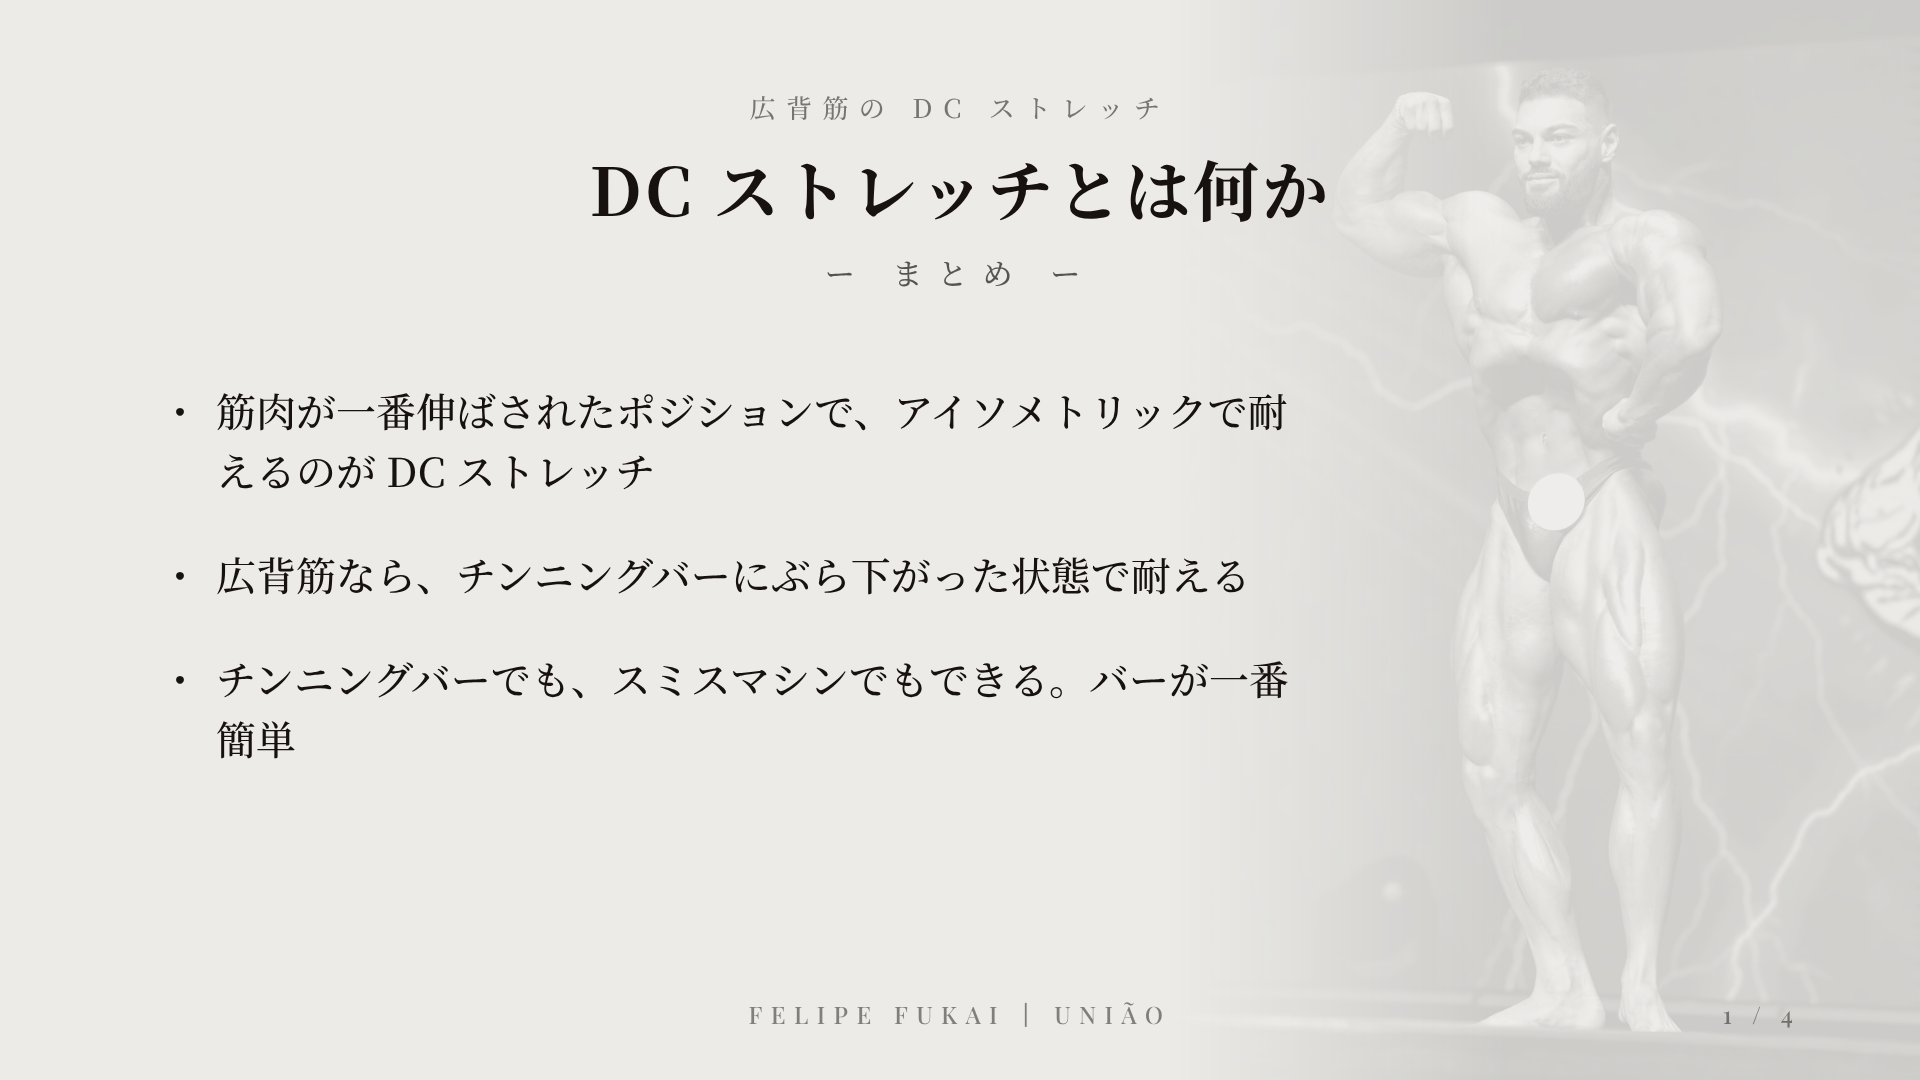 広背筋の DC ストレッチ
DC ストレッチとは何か
ー まとめ ー
・ 筋肉が一番伸ばされたポジションで、アイソメトリックで耐
えるのが DC ストレッチ
・ 広背筋なら、チンニングバーにぶら下がった状態で耐える
・ チンニングバーでも、スミスマシンでもできる。バーが一番
簡単
FELIPE FUKAI | UNIÃO
1 / 4